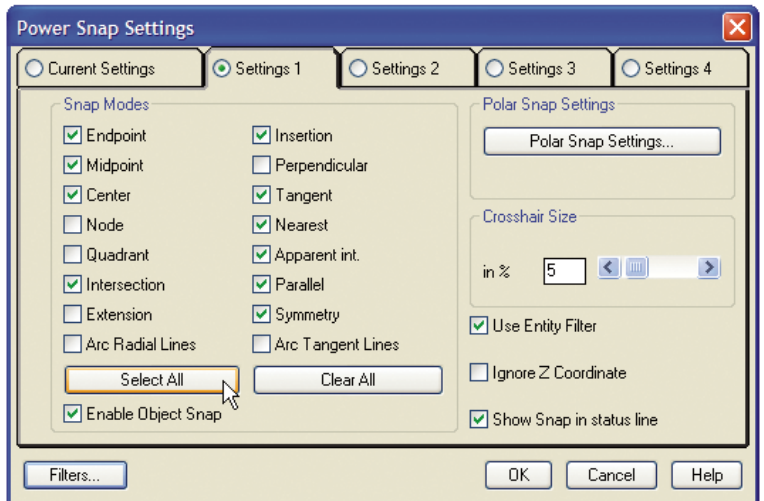 Power Snap Settings
Current Settings
Settings 1
Settings 2
Settings 3
Settings 4
Snap Modes
Endpoint
Midpoint
Center
Node
Quadrant
Intersection
Extension
Arc Radial Lines
Insertion
Perpendicular
Tangent
Nearest
Apparent int.
Parallel
Symmetry
Arc Tangent Lines
Select All
Clear All
Enable Object Snap
Polar Snap Settings
Polar Snap Settings...
Crosshair Size
in %
5
Use Entity Filter
Ignore Z Coordinate
Show Snap in status line
Filters...
OK
Cancel
Help